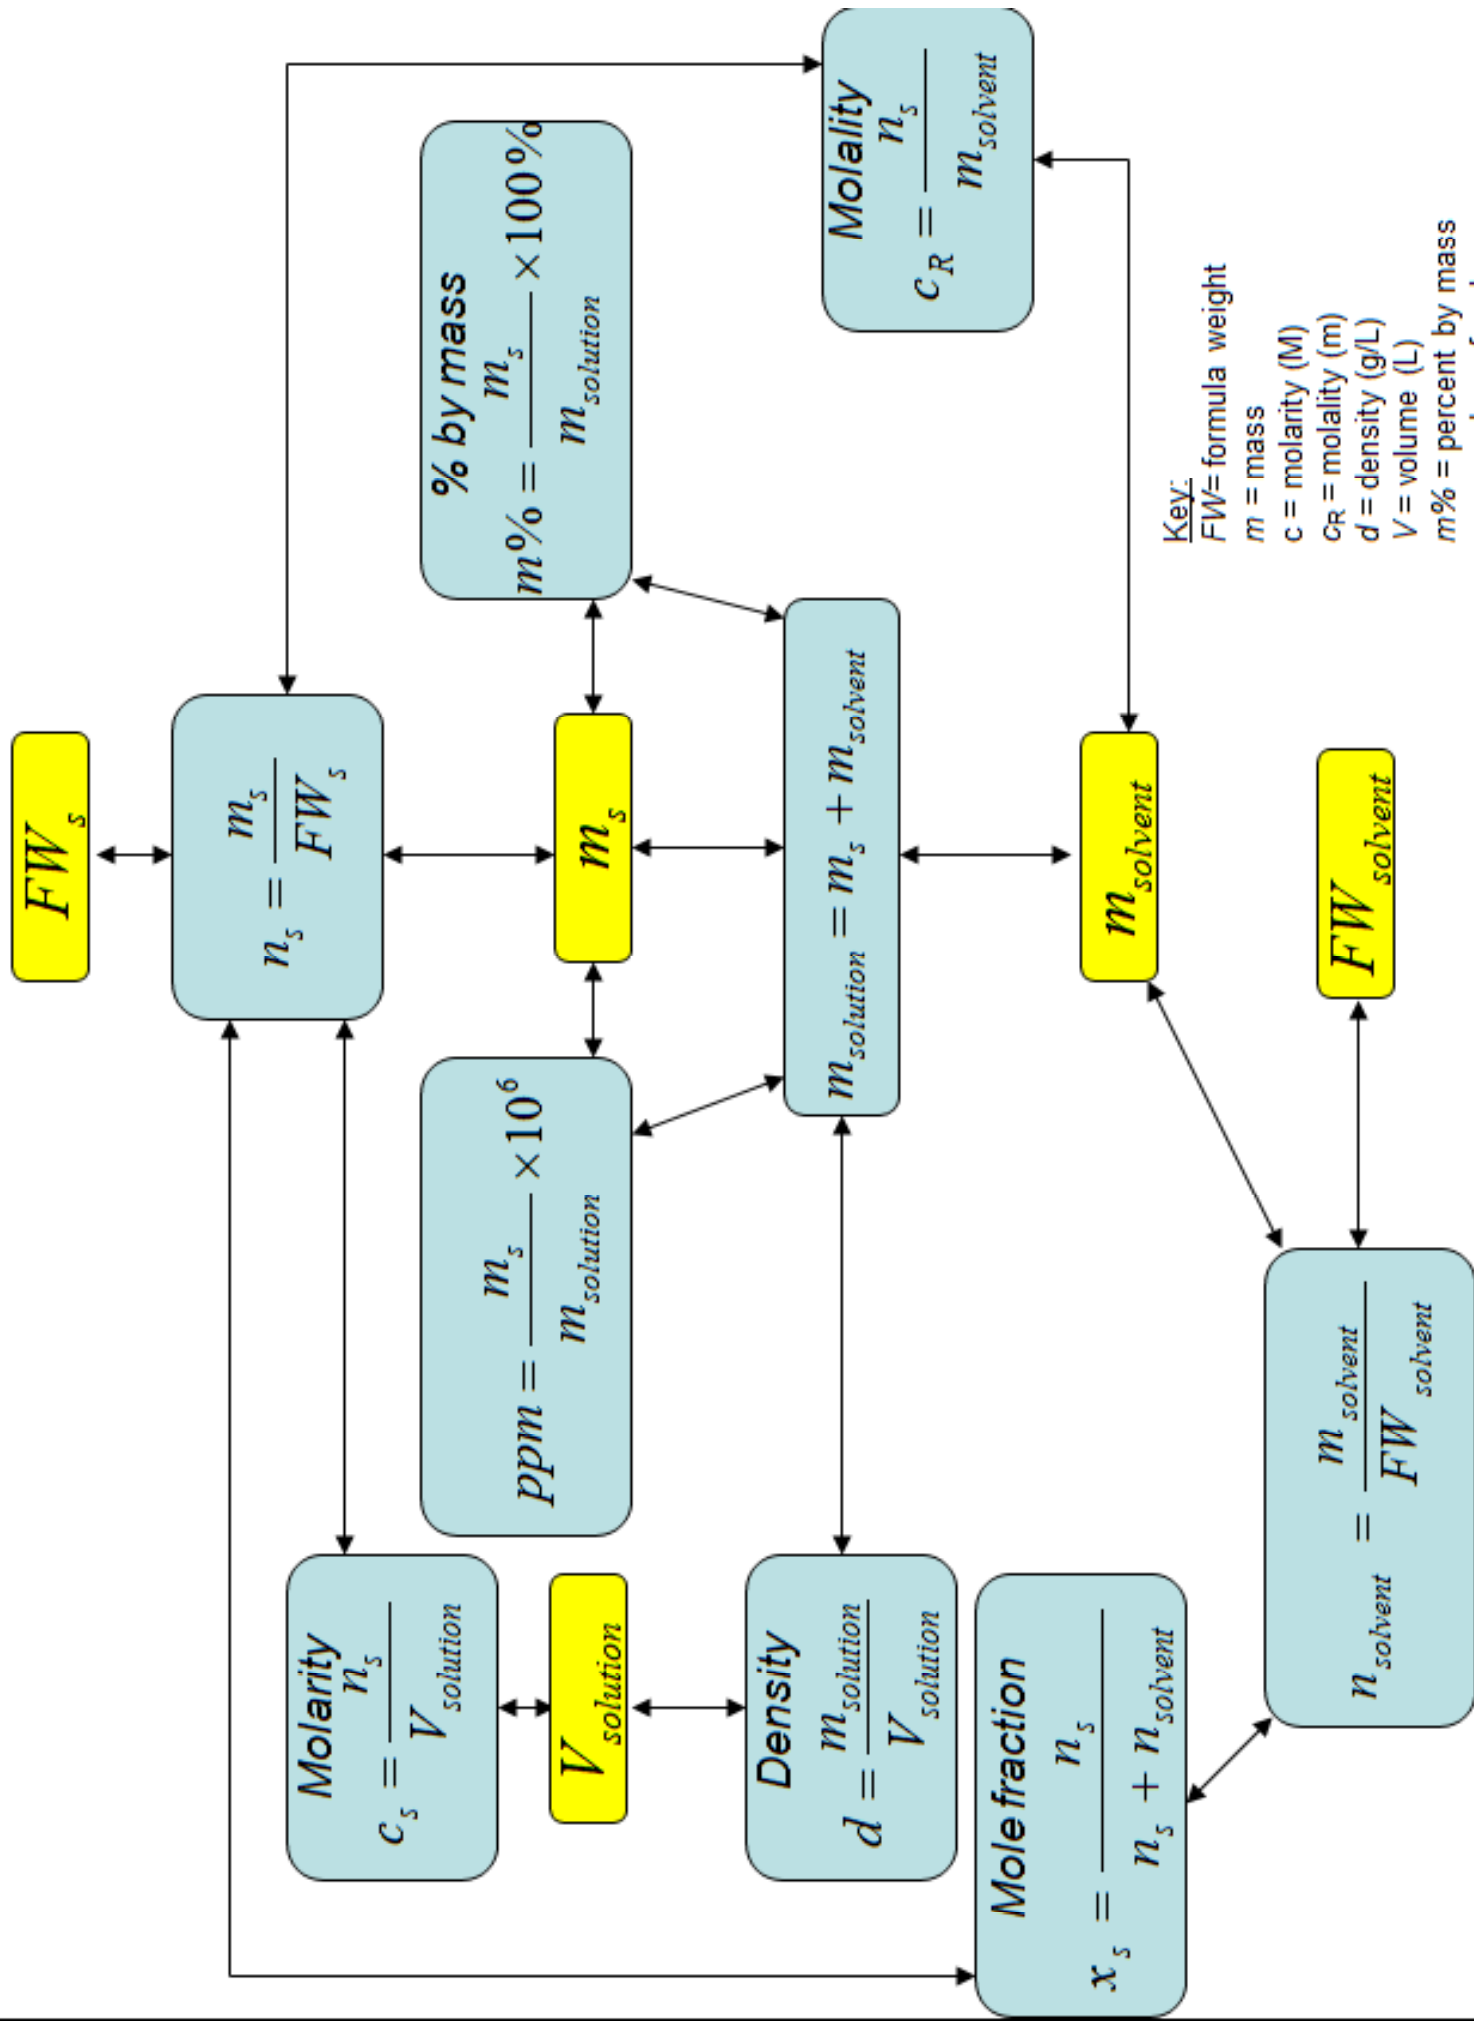 FW_s
n_s = m_s / FW_s
Molarity
c_s = n_s / V_solution
ppm = m_s / m_solution × 10^6
m_s
% by mass
m% = m_s / m_solution × 100%
V_solution
Density
d = m_solution / V_solution
m_solution = m_s + m_solvent
Molality
c_R = n_s / m_solvent
Mole fraction
x_s = n_s / n_s + n_solvent
m_solvent
n_solvent = m_solvent / FW_solvent
FW_solvent
Key:
FW= formula weight
m = mass
c = molarity (M)
c_R = molality (m)
d = density (g/L)
V = volume (L)
m% = percent by mass